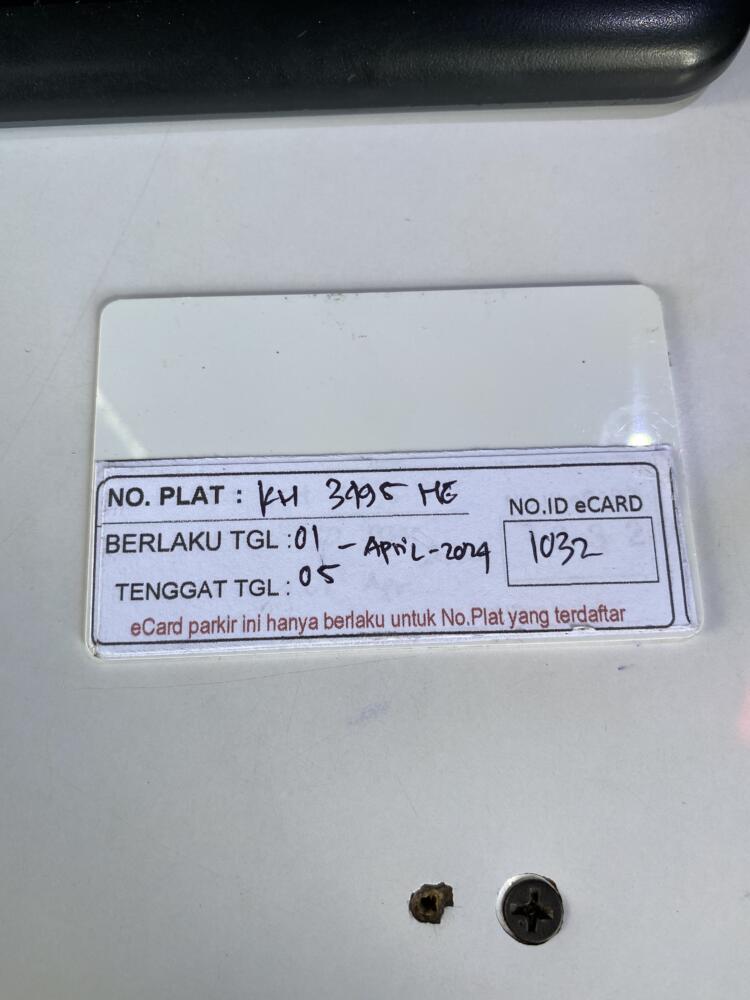 NO. PLAT : KH 3495 HE
NO.ID eCARD
BERLAKU TGL : 01 - April - 2024
1032
TENGGAT TGL : 05
eCard parkir ini hanya berlaku untuk No.Plat yang terdaftar